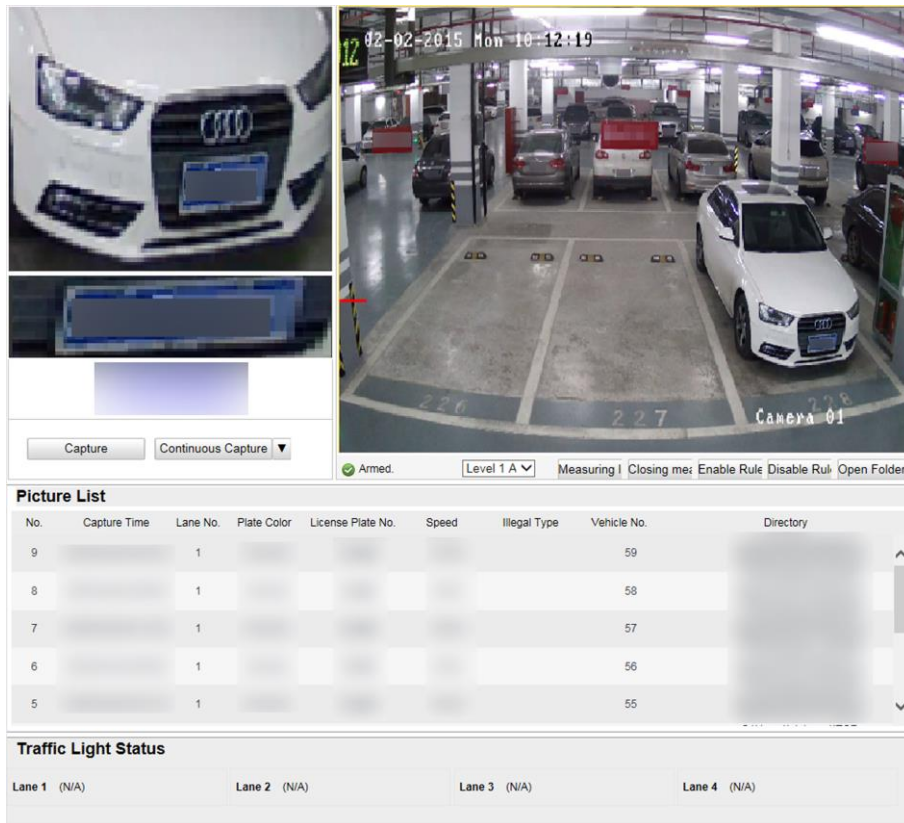 02-02-2015 Mon 10:12:19
12
226
227
228
Camera 01
Capture
Continuous Capture ▼
Armed.
Level 1 A
Measuring I
Closing mea
Enable Rule
Disable Rul
Open Folder
Picture List
No. Capture Time Lane No. Plate Color License Plate No. Speed Illegal Type Vehicle No. Directory
9 1 59
8 1 58
7 1 57
6 1 56
5 1 55
Traffic Light Status
Lane 1 (N/A) Lane 2 (N/A) Lane 3 (N/A) Lane 4 (N/A)